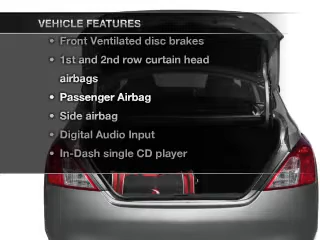 VEHICLE FEATURES
• Front Ventilated disc brakes
• 1st and 2nd row curtain head
airbags
• Passenger Airbag
• Side airbag
• Digital Audio Input
• In-Dash single CD player